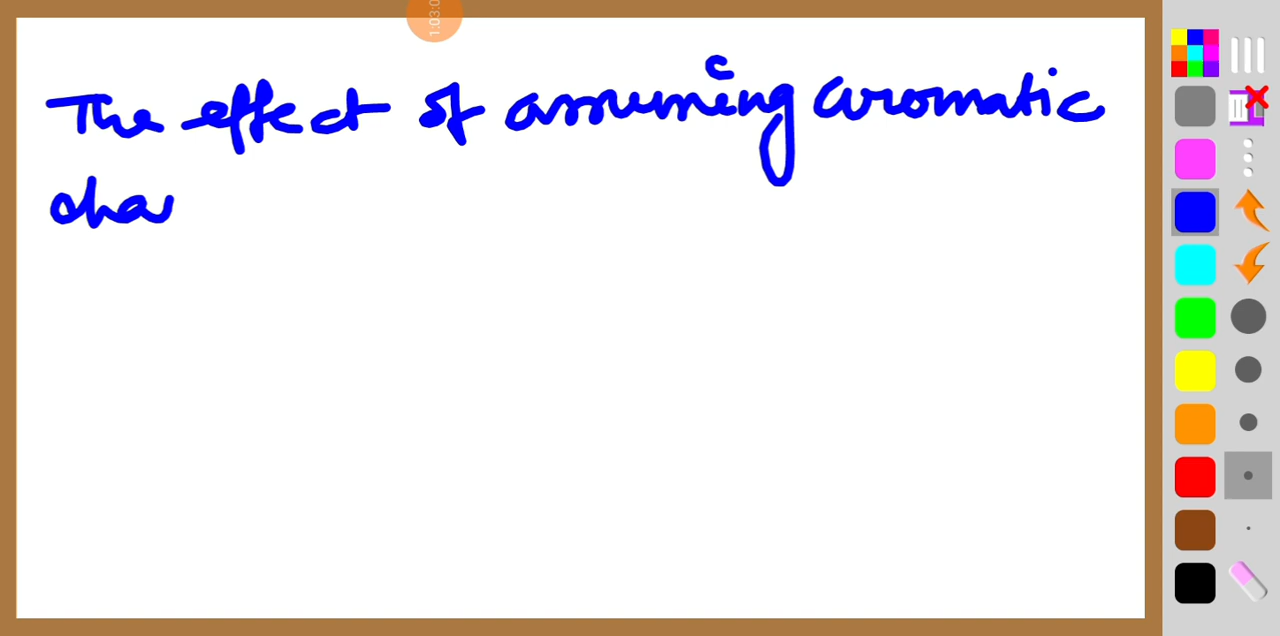 The effect of assuming aromatic
cha